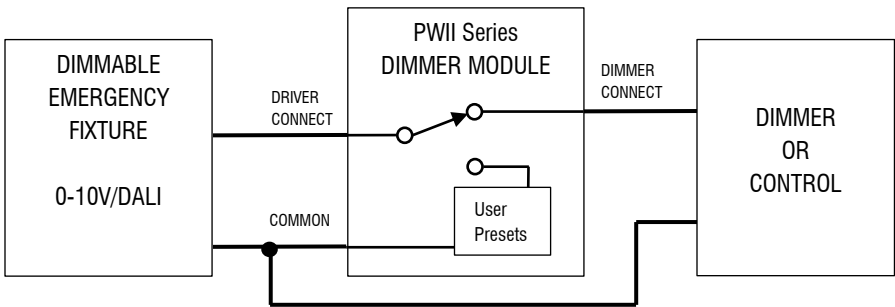 DIMMABLE
EMERGENCY
FIXTURE
0-10V/DALI
DRIVER
CONNECT
COMMON
PWII Series
DIMMER MODULE
User
Presets
DIMMER
CONNECT
DIMMER
OR
CONTROL